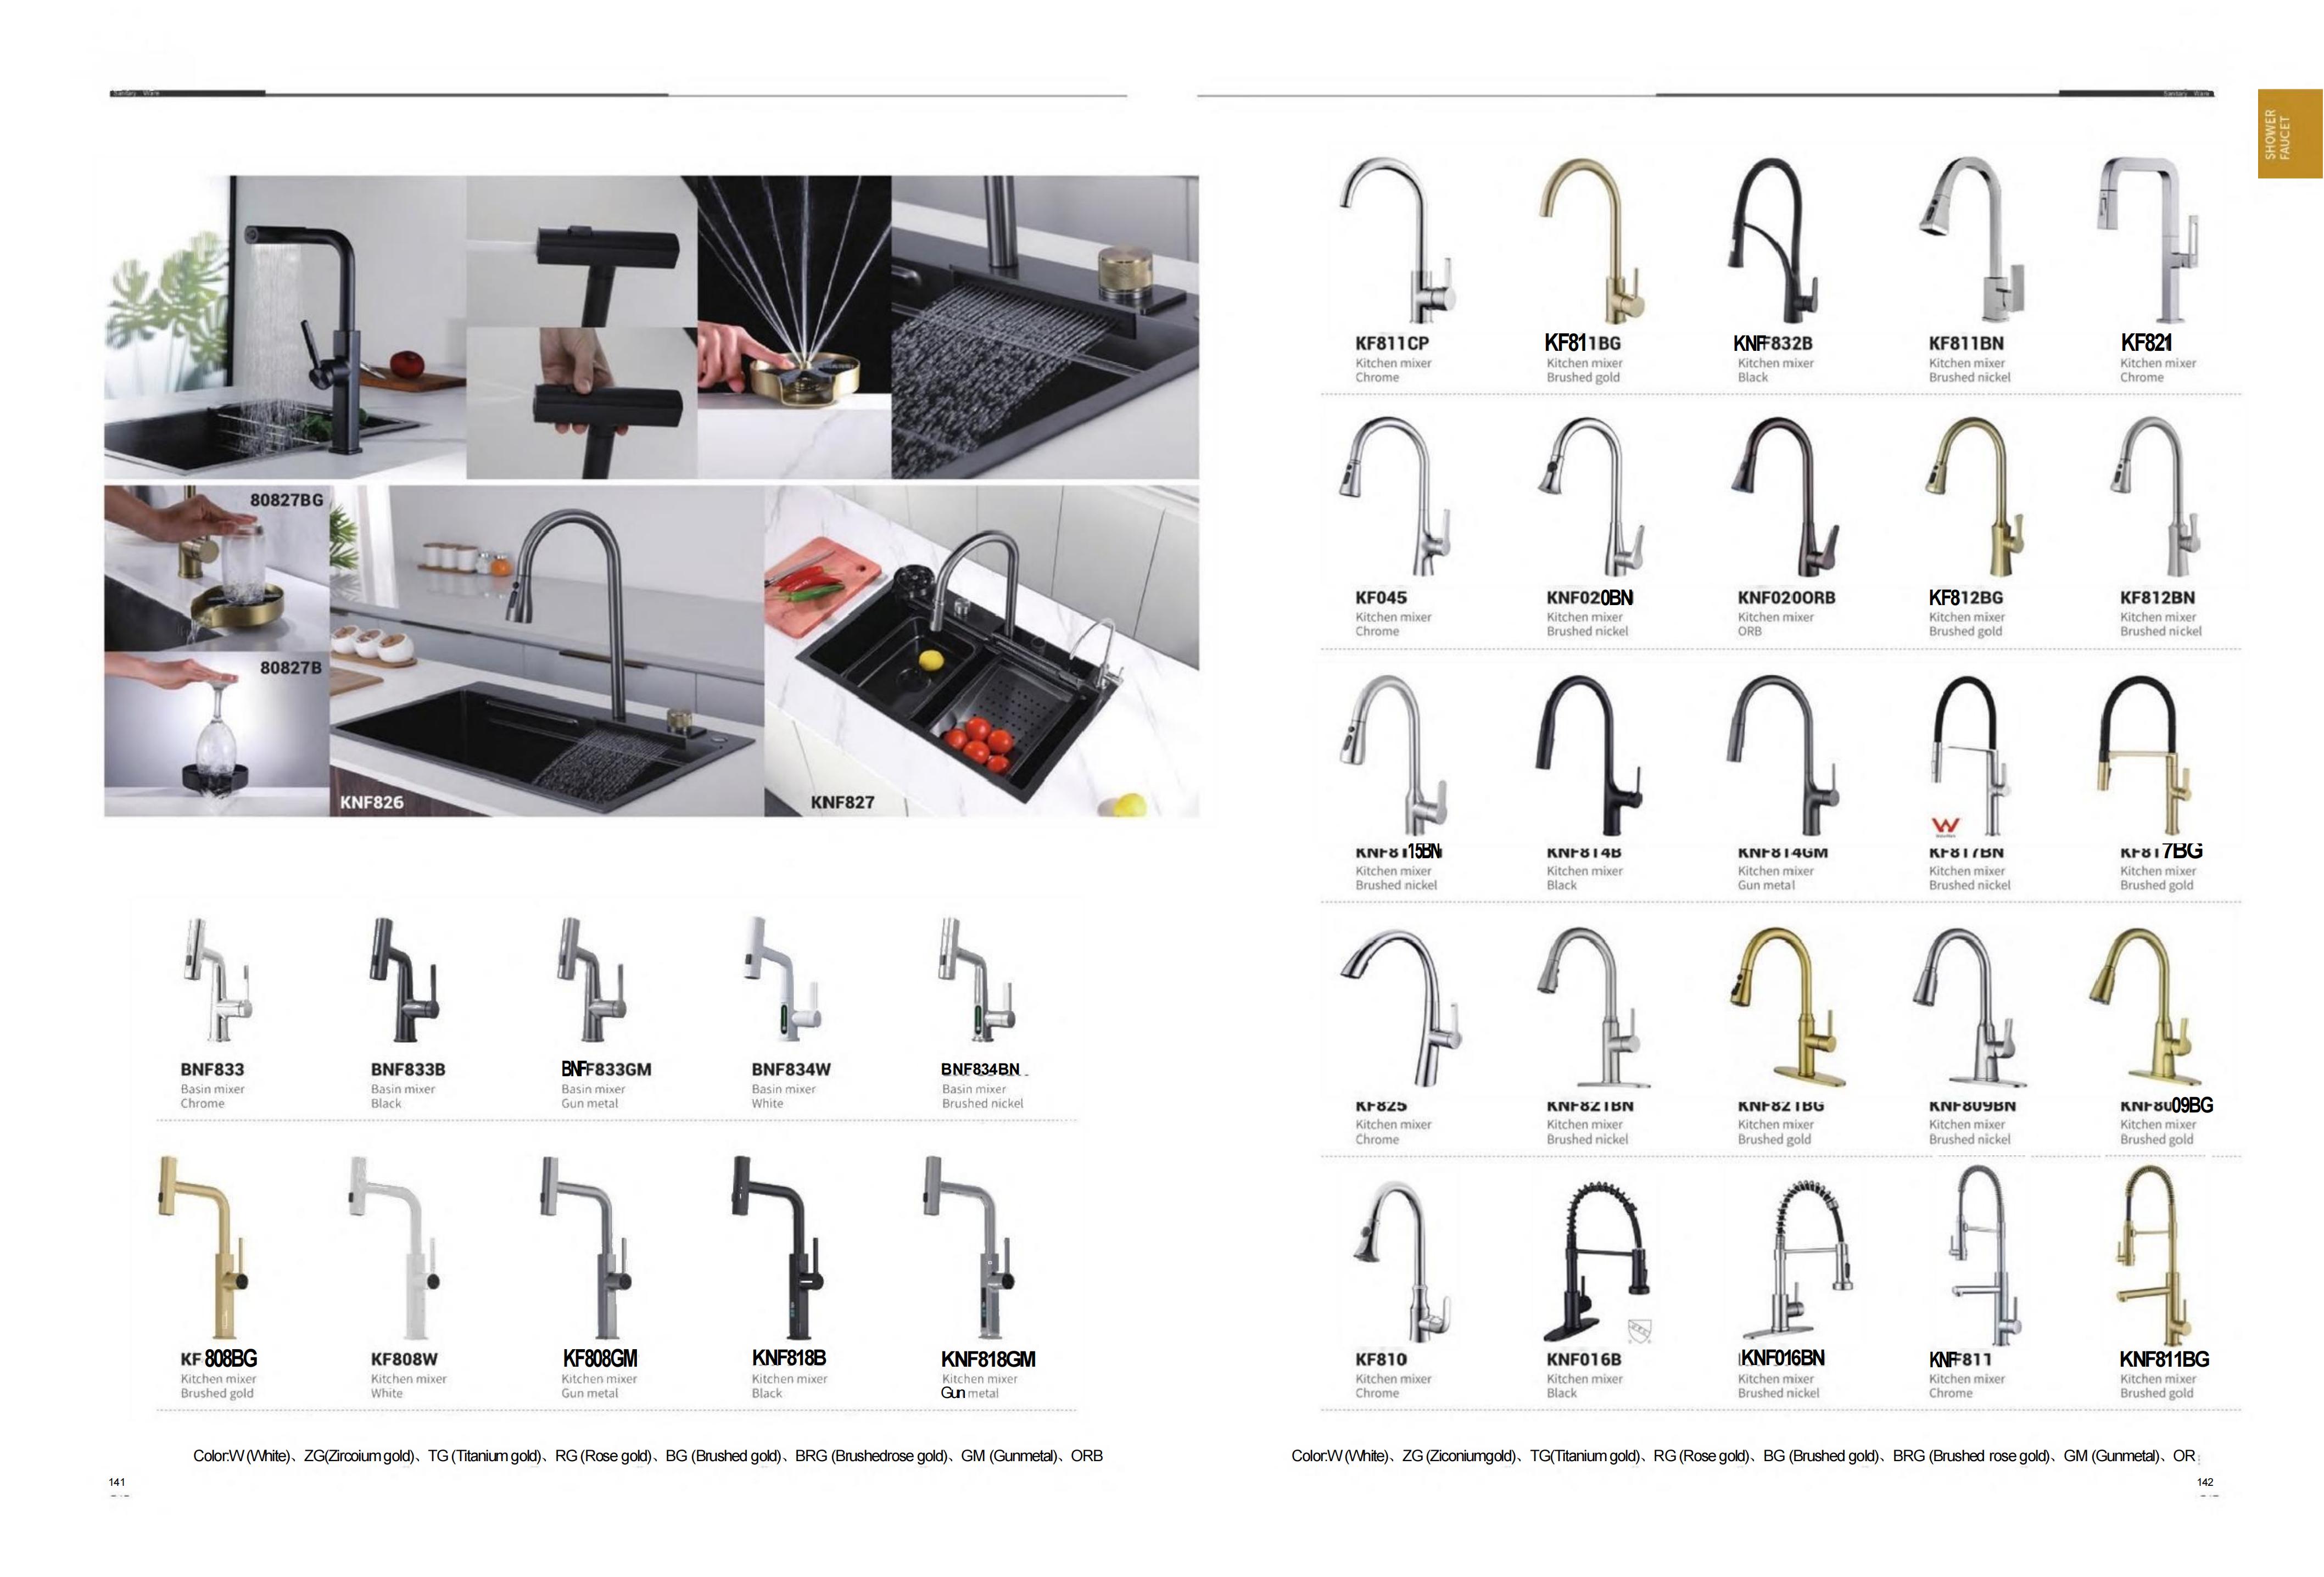 Sanitary Ware
Sanitary Ware
SHOWER
FAUCET
80827BG
80827B
KNF826
KNF827
BNF833
Basin mixer
Chrome
BNF833B
Basin mixer
Black
BNFF833GM
Basin mixer
Gun metal
BNF834W
Basin mixer
White
BNF834BN
Basin mixer
Brushed nickel
KF808BG
Kitchen mixer
Brushed gold
KF808W
Kitchen mixer
White
KF808GM
Kitchen mixer
Gun metal
KNF818B
Kitchen mixer
Black
KNF818GM
Kitchen mixer
Gun metal
Color:W (White)、ZG(Zircoium gold)、TG (Titanium gold)、RG (Rose gold)、BG (Brushed gold)、BRG (Brushedrose gold)、GM (Gunmetal)、ORB
141
KF811CP
Kitchen mixer
Chrome
KF811BG
Kitchen mixer
Brushed gold
KNFF832B
Kitchen mixer
Black
KF811BN
Kitchen mixer
Brushed nickel
KF821
Kitchen mixer
Chrome
KF045
Kitchen mixer
Chrome
KNF020BN
Kitchen mixer
Brushed nickel
KNF020ORB
Kitchen mixer
ORB
KF812BG
Kitchen mixer
Brushed gold
KF812BN
Kitchen mixer
Brushed nickel
KNF8115BN
Kitchen mixer
Brushed nickel
KNF814B
Kitchen mixer
Black
KNF814GM
Kitchen mixer
Gun metal
W
KF817BN
Kitchen mixer
Brushed nickel
KF817BG
Kitchen mixer
Brushed gold
KF825
Kitchen mixer
Chrome
KNF821BN
Kitchen mixer
Brushed nickel
KNF821BG
Kitchen mixer
Brushed gold
KNF809BN
Kitchen mixer
Brushed nickel
KNF8009BG
Kitchen mixer
Brushed gold
KF810
Kitchen mixer
Chrome
KNF016B
Kitchen mixer
Black
KNF016BN
Kitchen mixer
Brushed nickel
KNFF811
Kitchen mixer
Chrome
KNF811BG
Kitchen mixer
Brushed gold
Color:W (White)、ZG (Ziconiumgold)、TG(Titanium gold)、RG (Rose gold)、BG (Brushed gold)、BRG (Brushed rose gold)、GM (Gunmetal)、OR
142